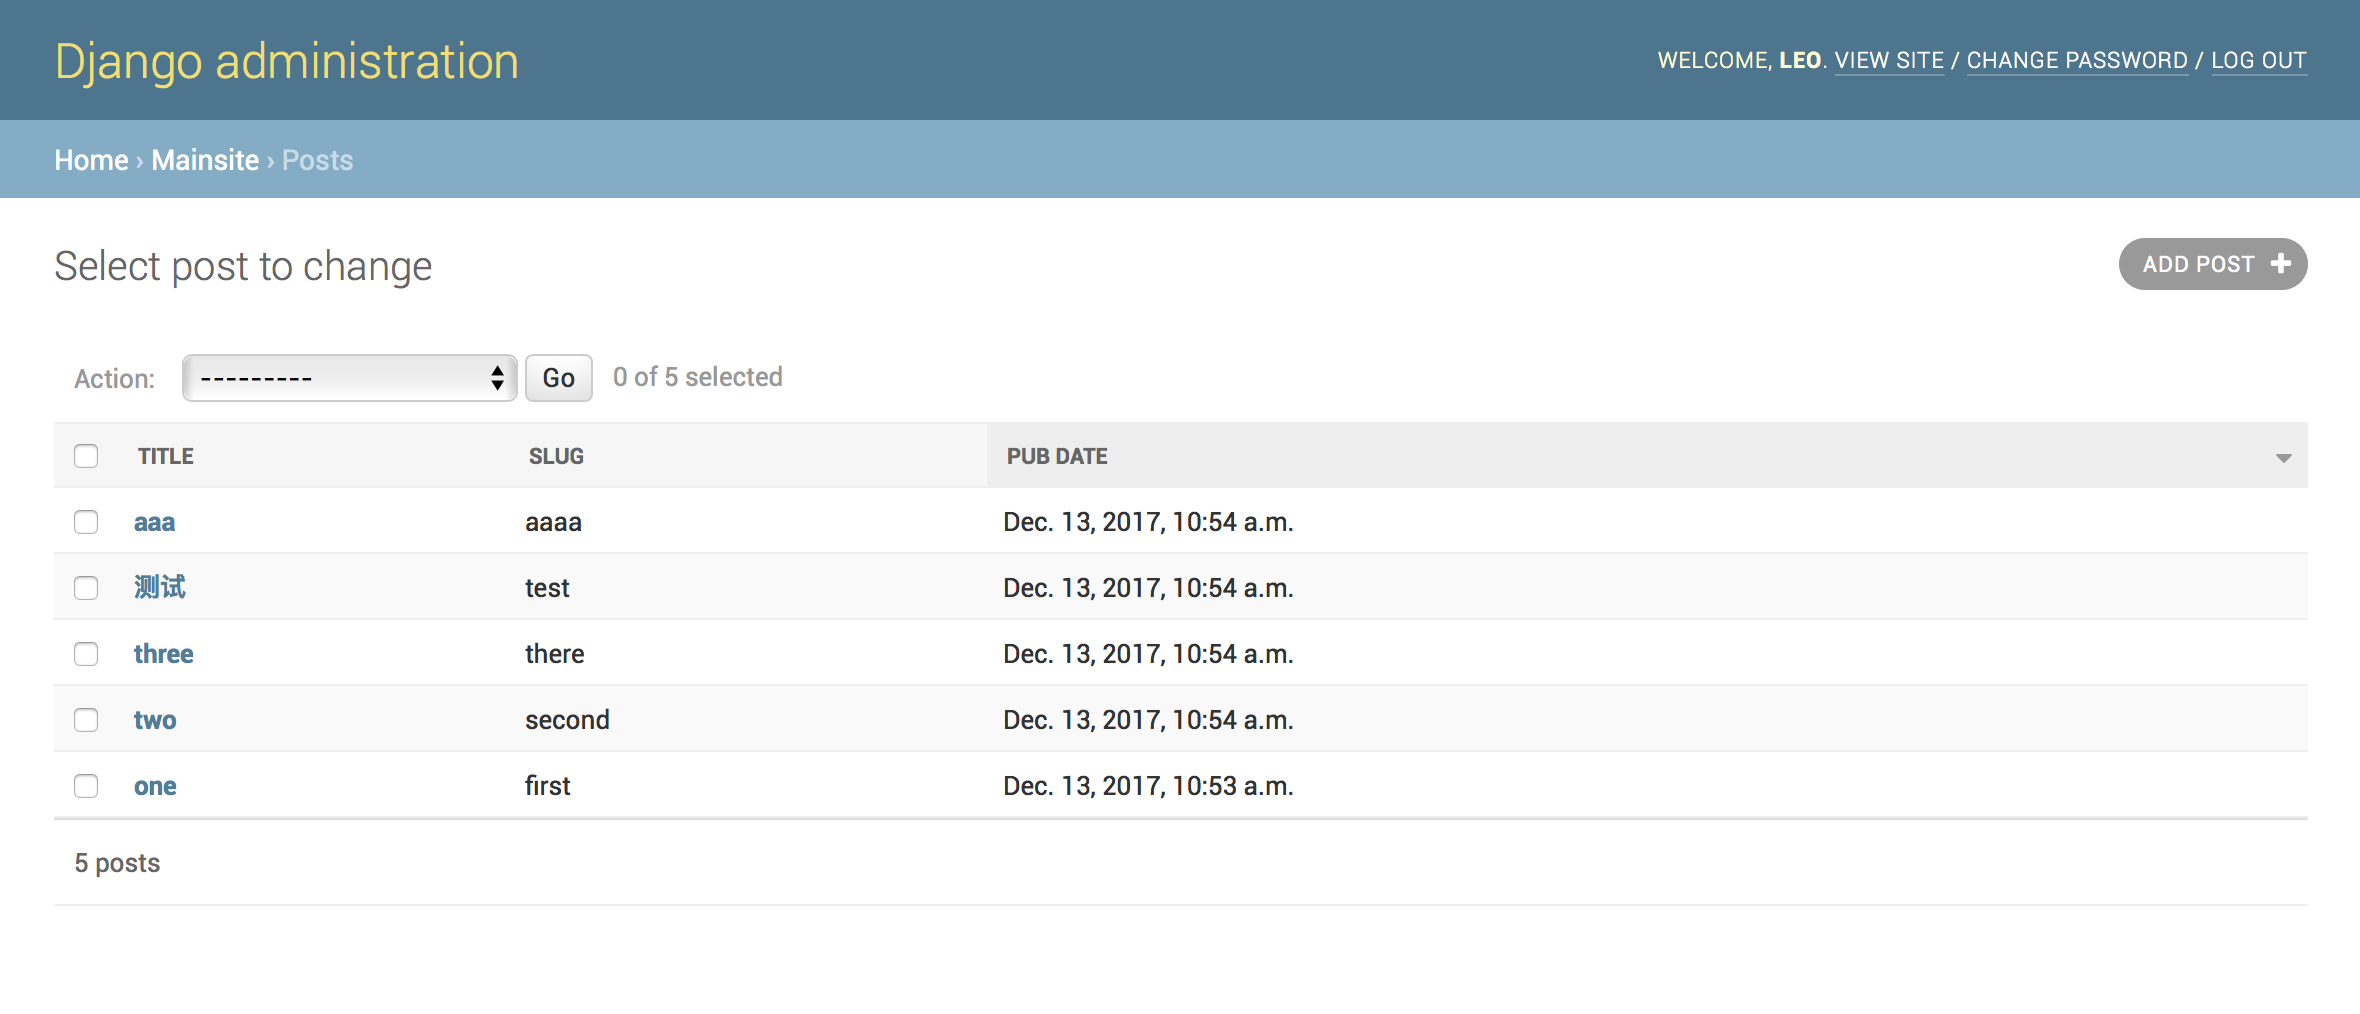 Django administration
WELCOME, LEO. VIEW SITE / CHANGE PASSWORD / LOG OUT
Home › Mainsite › Posts
Select post to change
ADD POST +
Action: --------- Go 0 of 5 selected
TITLE SLUG PUB DATE
aaa aaaa Dec. 13, 2017, 10:54 a.m.
测试 test Dec. 13, 2017, 10:54 a.m.
three there Dec. 13, 2017, 10:54 a.m.
two second Dec. 13, 2017, 10:54 a.m.
one first Dec. 13, 2017, 10:53 a.m.
5 posts